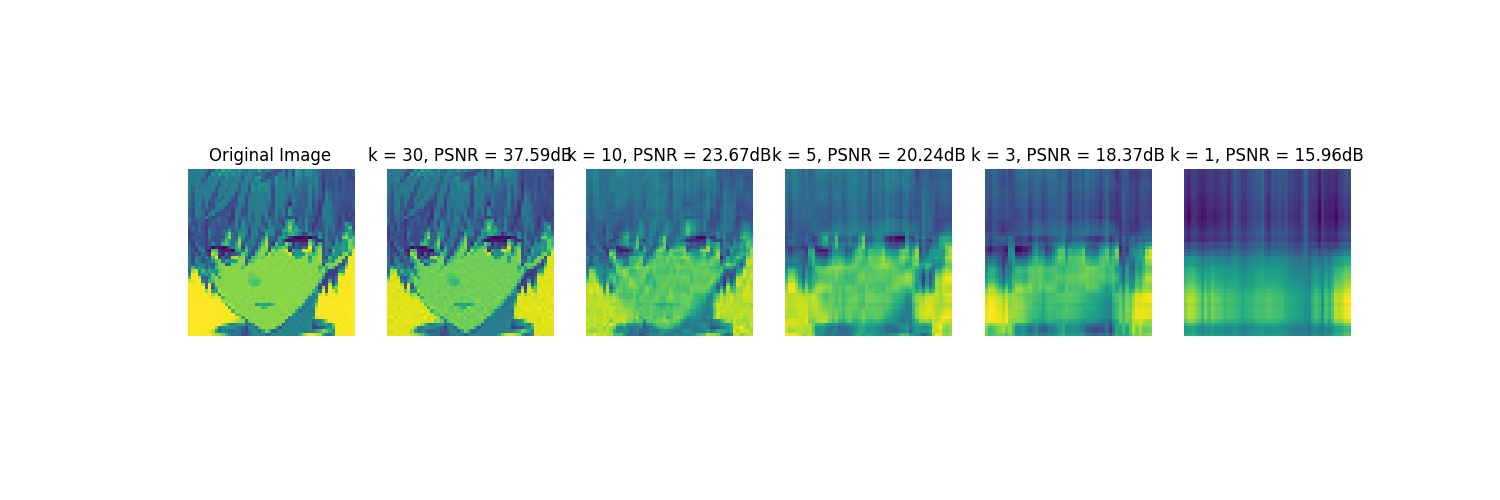 Original Image
k = 30, PSNR = 37.59dB
k = 10, PSNR = 23.67dB
k = 5, PSNR = 20.24dB
k = 3, PSNR = 18.37dB
k = 1, PSNR = 15.96dB